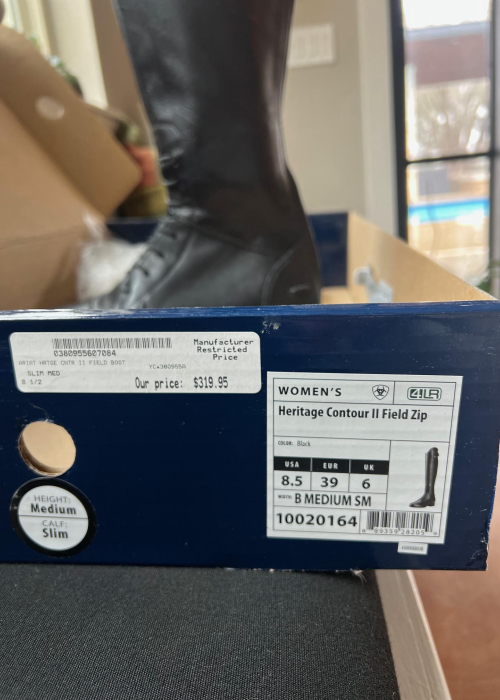 0380955607084
ARIAT HRTGE CNTR II FIELD BOOT
SLIM MED
8 1/2
YC+380955A
Manufacturer
Restricted
Price
Our price: $319.95
HEIGHT:
Medium
CALF:
Slim
WOMEN'S
4LR
Heritage Contour II Field Zip
COLOR: Black
USA EUR UK
8.5 39 6
WIDTH: B MEDIUM SM
10020164